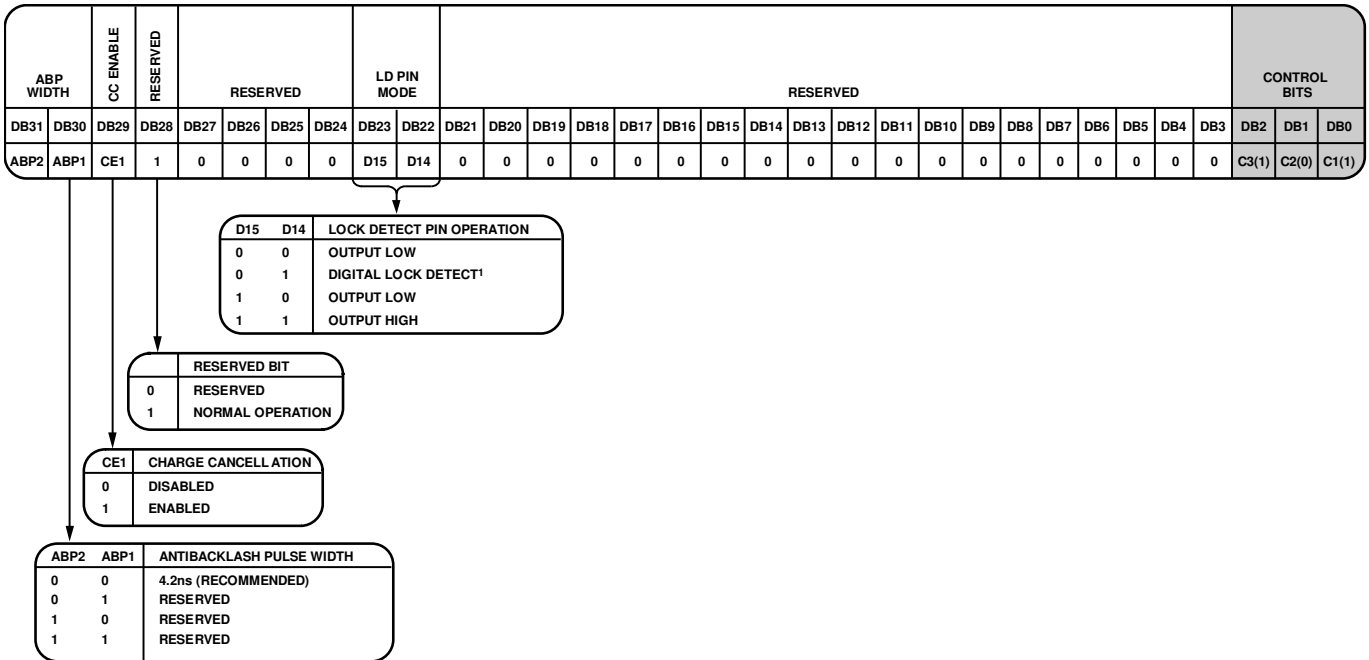 ABP WIDTH CC ENABLE RESERVED RESERVED LD PIN MODE RESERVED CONTROL BITS
DB31 DB30 DB29 DB28 DB27 DB26 DB25 DB24 DB23 DB22 DB21 DB20 DB19 DB18 DB17 DB16 DB15 DB14 DB13 DB12 DB11 DB10 DB9 DB8 DB7 DB6 DB5 DB4 DB3 DB2 DB1 DB0
ABP2 ABP1 CE1 1 0 0 0 0 D15 D14 0 0 0 0 0 0 0 0 0 0 0 0 0 0 0 0 0 0 0 C3(1) C2(0) C1(1)
D15 D14 LOCK DETECT PIN OPERATION
0 0 OUTPUT LOW
0 1 DIGITAL LOCK DETECT1
1 0 OUTPUT LOW
1 1 OUTPUT HIGH
RESERVED BIT
0 RESERVED
1 NORMAL OPERATION
CE1 CHARGE CANCELLATION
0 DISABLED
1 ENABLED
ABP2 ABP1 ANTIBACKLASH PULSE WIDTH
0 0 4.2ns (RECOMMENDED)
0 1 RESERVED
1 0 RESERVED
1 1 RESERVED